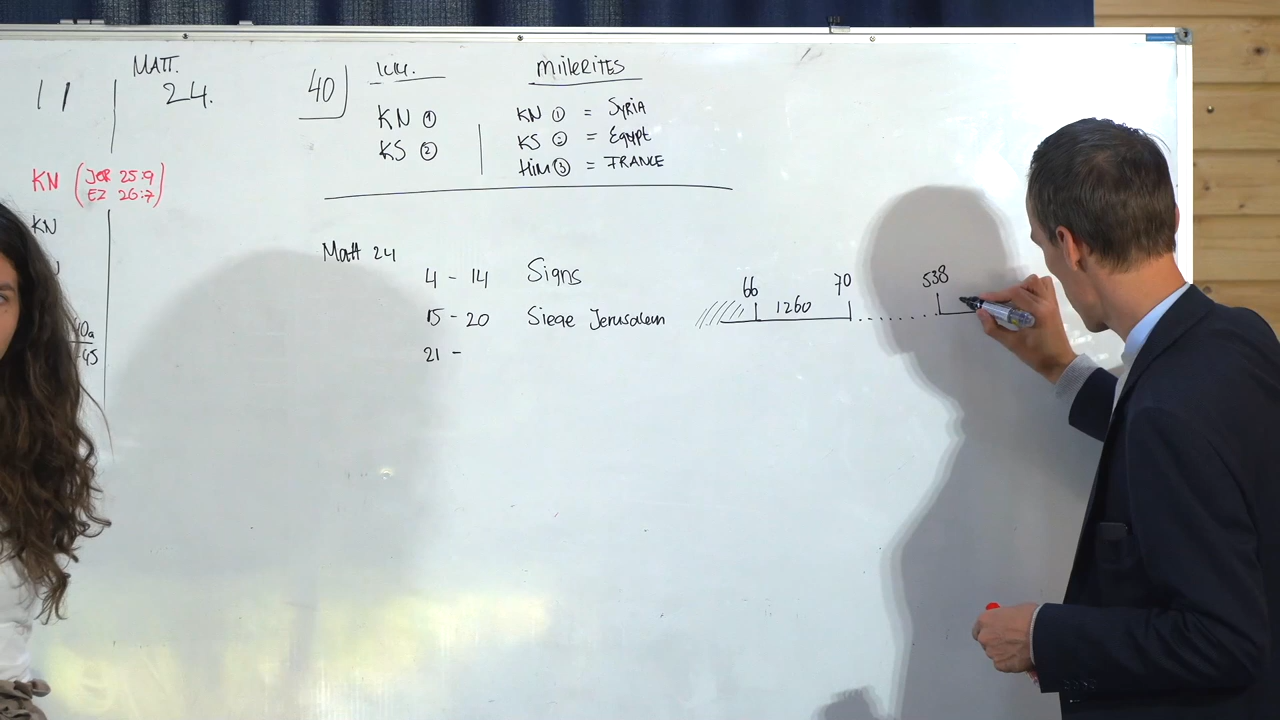 11
MATT.
24.
KN (JER 25:9
EZ 26:7)
KN
40a
45
40
KN ①
KS ②
MillERITES
KN ① = SyRIA
KS ② = Egypt
Him ③ = FRANCE
Matt 24
4 - 14 Signs
15 - 20 Siege Jerusalem
21 -
66 1260 70 538